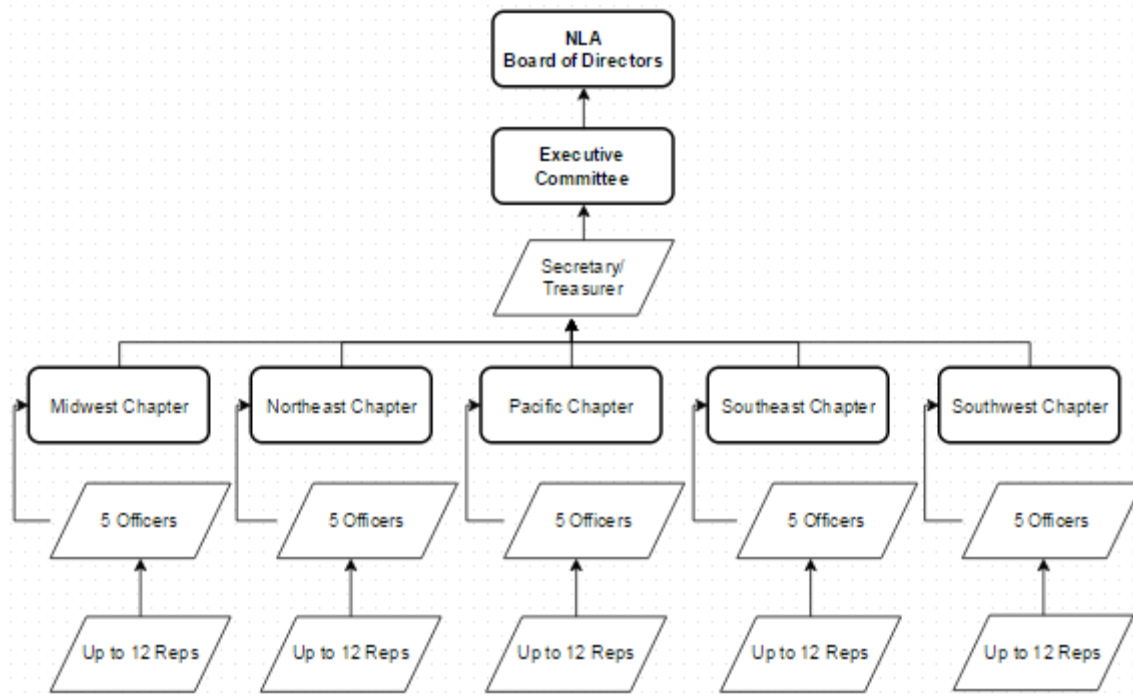 NLA
Board of Directors
Executive
Committee
Secretary/
Treasurer
Midwest Chapter
Northeast Chapter
Pacific Chapter
Southeast Chapter
Southwest Chapter
5 Officers
5 Officers
5 Officers
5 Officers
5 Officers
Up to 12 Reps
Up to 12 Reps
Up to 12 Reps
Up to 12 Reps
Up to 12 Reps